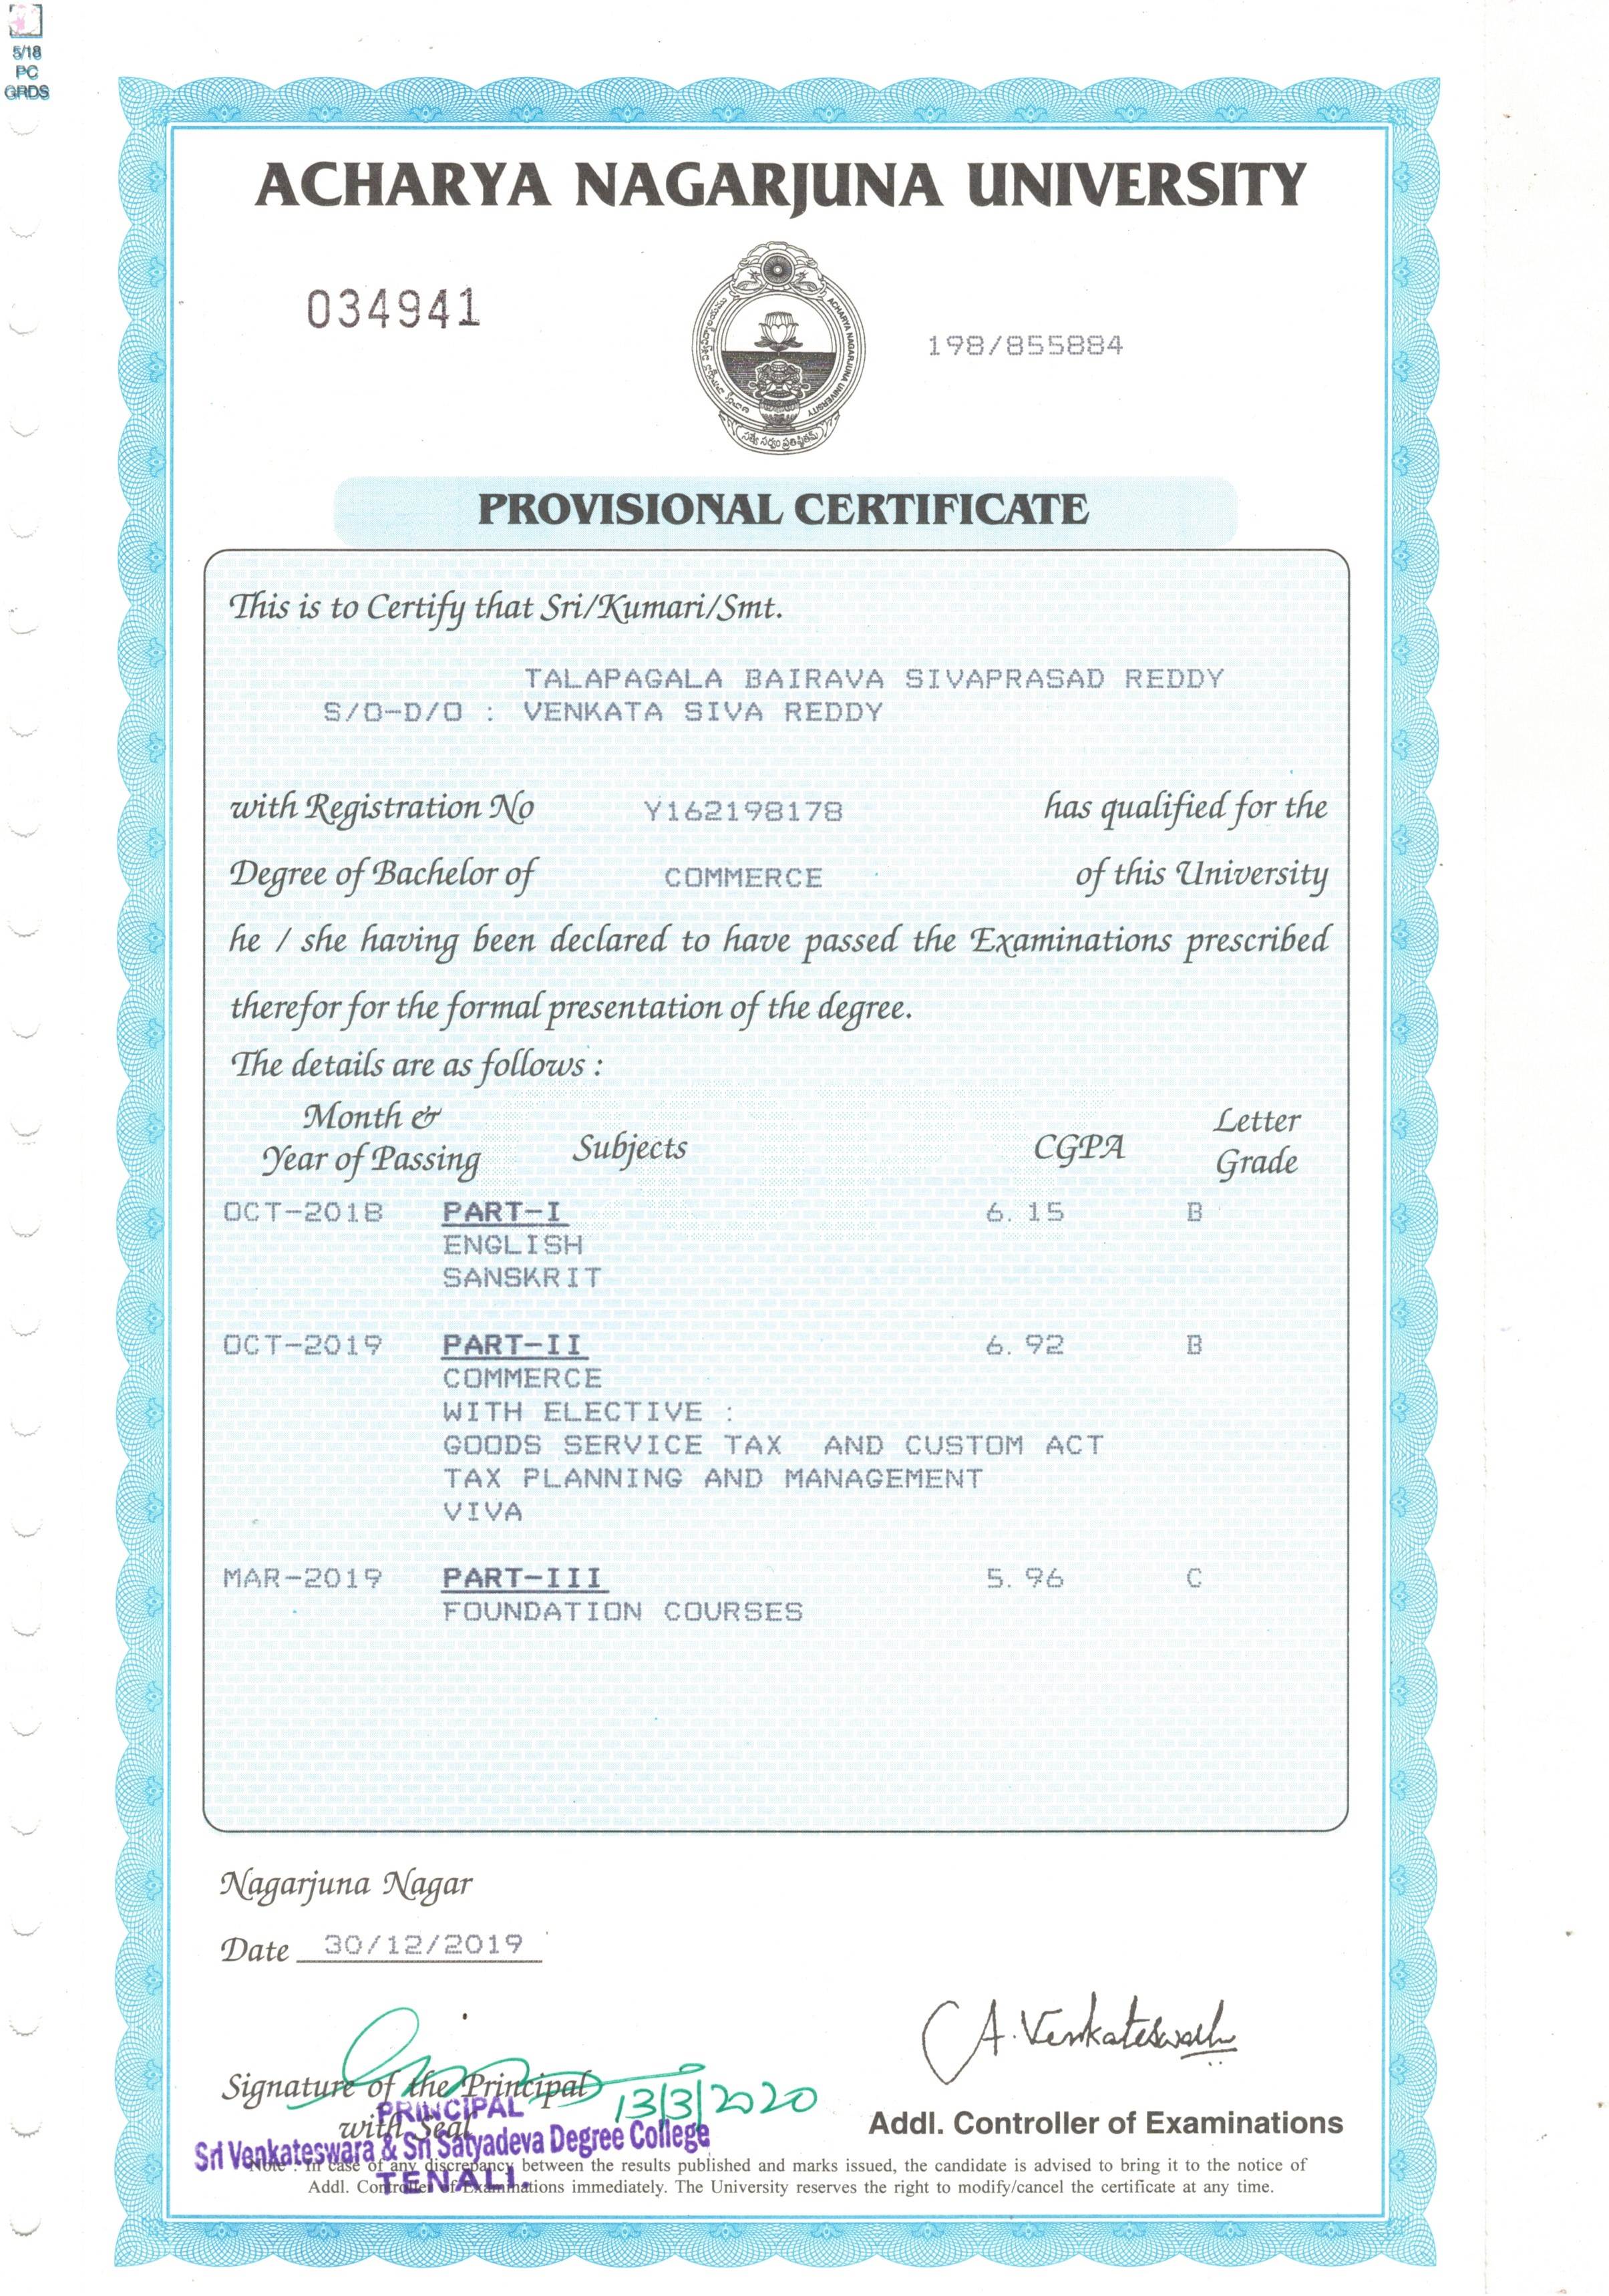 5/18
PC
GRDS
ACHARYA NAGARJUNA UNIVERSITY
034941
198/855884
ACHARYA NAGARJUNA UNIVERSITY
PROVISIONAL CERTIFICATE
This is to Certify that Sri/Kumari/Smt.
TALAPAGALA BAIRAVA SIVAPRASAD REDDY
S/O-D/O : VENKATA SIVA REDDY
with Registration No Y162198178 has qualified for the
Degree of Bachelor of COMMERCE of this University
he / she having been declared to have passed the Examinations prescribed
therefor for the formal presentation of the degree.
The details are as follows :
Month & Year of Passing Subjects CGPA Letter Grade
OCT-2018 PART-I 6.15 B
ENGLISH
SANSKRIT
OCT-2019 PART-II 6.92 B
COMMERCE
WITH ELECTIVE :
GOODS SERVICE TAX AND CUSTOM ACT
TAX PLANNING AND MANAGEMENT
VIVA
MAR-2019 PART-III 5.96 C
FOUNDATION COURSES
Nagarjuna Nagar
Date 30/12/2019
A. Venkateswarlu
Signature of the Principal 13/3/2020
with Seal
PRINCIPAL
Sri Venkateswara & Sri Satyadeva Degree College
TENALI.
Addl. Controller of Examinations
Note : In case of any discrepancy between the results published and marks issued, the candidate is advised to bring it to the notice of
Addl. Controller of Examinations immediately. The University reserves the right to modify/cancel the certificate at any time.